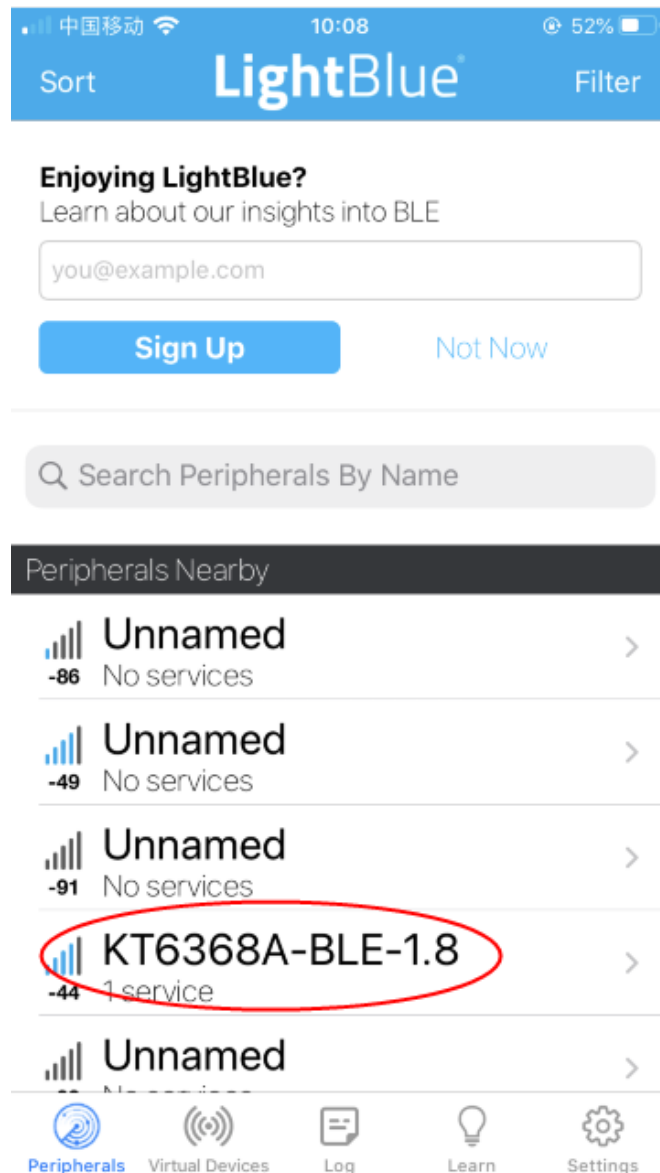 中国移动 10:08 52%
Sort LightBlue Filter
Enjoying LightBlue?
Learn about our insights into BLE
you@example.com
Sign Up Not Now
Search Peripherals By Name
Peripherals Nearby
Unnamed
-86 No services
Unnamed
-49 No services
Unnamed
-91 No services
KT6368A-BLE-1.8
-44 1 service
Unnamed
Peripherals Virtual Devices Log Learn Settings